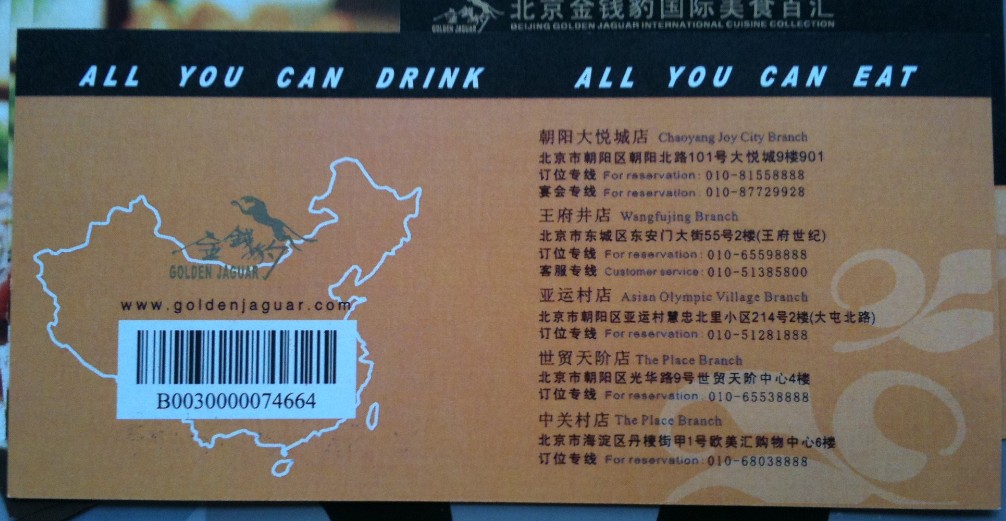 北京金钱豹国际美食百汇
BEIJING GOLDEN JAGUAR INTERNATIONAL CUISINE COLLECTION
ALL YOU CAN DRINK
ALL YOU CAN EAT
金钱豹
GOLDEN JAGUAR
www.goldenjaguar.com
B0030000074664
朝阳大悦城店 Chaoyang Joy City Branch
北京市朝阳区朝阳北路101号大悦城9楼901
订位专线 For reservation: 010-81558888
宴会专线 For reservation: 010-87729928
王府井店 Wangfujing Branch
北京市东城区东安门大街55号2楼(王府世纪)
订位专线 For reservation: 010-65598888
客服专线 Customer service: 010-51385800
亚运村店 Asian Olympic Village Branch
北京市朝阳区亚运村慧忠北里小区214号2楼(大屯北路)
订位专线 For reservation: 010-51281888
世贸天阶店 The Place Branch
北京市朝阳区光华路9号世贸天阶中心4楼
订位专线 For reservation: 010-65538888
中关村店 The Place Branch
北京市海淀区丹棱街甲1号欧美汇购物中心6楼
订位专线 For reservation: 010-68038888